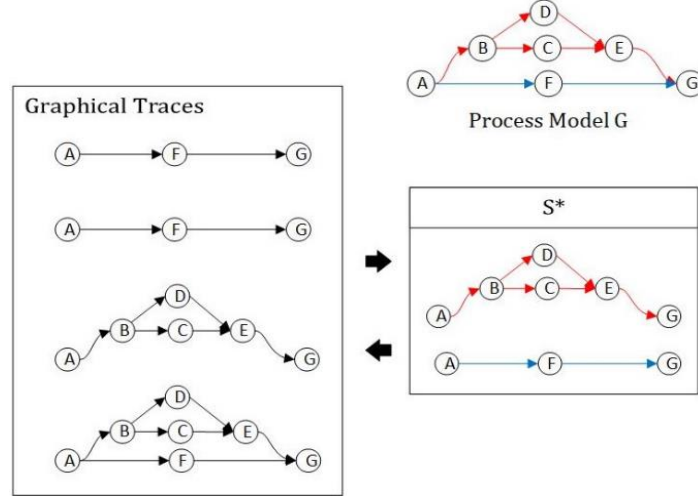 D
B C E
A F G
Process Model G
Graphical Traces
A F G
A F G
D
B C E
A G
D
B C E
A F G
S*
D
B C E
A G
A F G